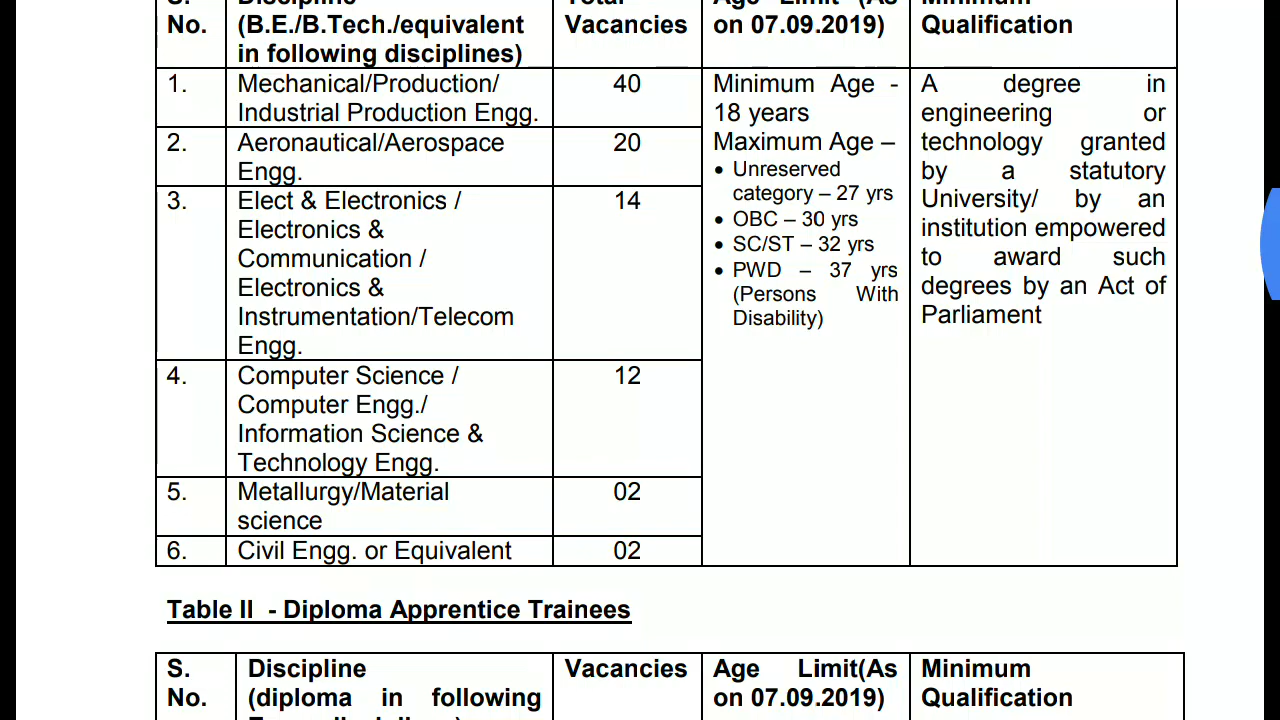 No. (B.E./B.Tech./equivalent Vacancies on 07.09.2019) Qualification
in following disciplines)
1. Mechanical/Production/ 40
Industrial Production Engg.
2. Aeronautical/Aerospace 20
Engg.
3. Elect & Electronics / 14
Electronics &
Communication /
Electronics &
Instrumentation/Telecom
Engg.
4. Computer Science / 12
Computer Engg./
Information Science &
Technology Engg.
5. Metallurgy/Material 02
science
6. Civil Engg. or Equivalent 02
Minimum Age -
18 years
Maximum Age –
• Unreserved
category – 27 yrs
• OBC – 30 yrs
• SC/ST – 32 yrs
• PWD – 37 yrs
(Persons With
Disability)
A degree in
engineering or
technology granted
by a statutory
University/ by an
institution empowered
to award such
degrees by an Act of
Parliament
Table II - Diploma Apprentice Trainees
S. Discipline Vacancies Age Limit(As Minimum
No. (diploma in following on 07.09.2019) Qualification